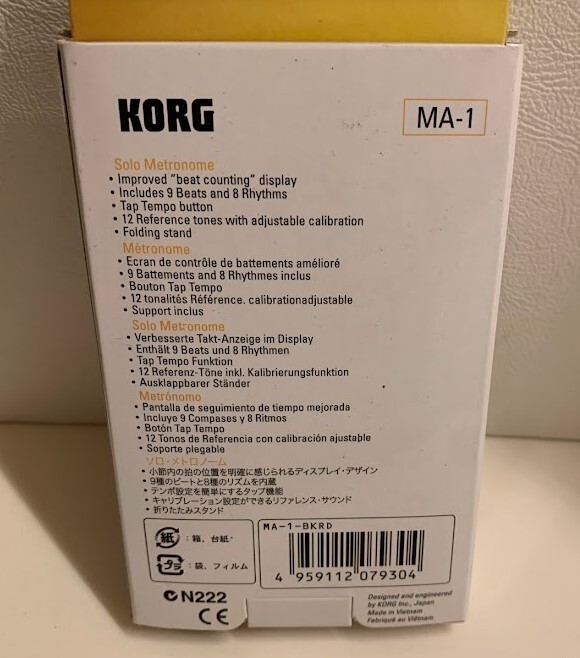 KORG
MA-1
Solo Metronome
• Improved "beat counting" display
• Includes 9 Beats and 8 Rhythms
• Tap Tempo button
• 12 Reference tones with adjustable calibration
• Folding stand
Métronome
• Ecran de contrôle de battements amélioré
• 9 Battements and 8 Rhythmes inclus
• Bouton Tap Tempo
• 12 tonalités Référence. calibrationadjustable
• Support inclus
Solo Metronome
• Verbesserte Takt-Anzeige im Display
• Enthält 9 Beats und 8 Rhythmen
• Tap Tempo Funktion
• 12 Referenz-Töne inkl. Kalibrierungsfunktion
• Ausklappbarer Ständer
Metrónomo
• Pantalla de seguimiento de tiempo mejorada
• Incluye 9 Compases y 8 Ritmos
• Botón Tap Tempo
• 12 Tonos de Referencia con calibración ajustable
• Soporte plegable
ソロ・メトロノーム
• 小節内の拍の位置を明確に感じられるディスプレイ・デザイン
• 9種のビートと8種のリズムを内蔵
• テンポ設定を簡単にするタップ機能
• キャリブレーション設定ができるリファレンス・サウンド
• 折りたたみスタンド
紙 : 箱、台紙
プラ : 袋、フィルム
MA-1-BKRD
4 959112 079304
N222
CE
Designed and engineered
by KORG Inc., Japan
Made in Vietnam
Fabriqué au Viêtnam